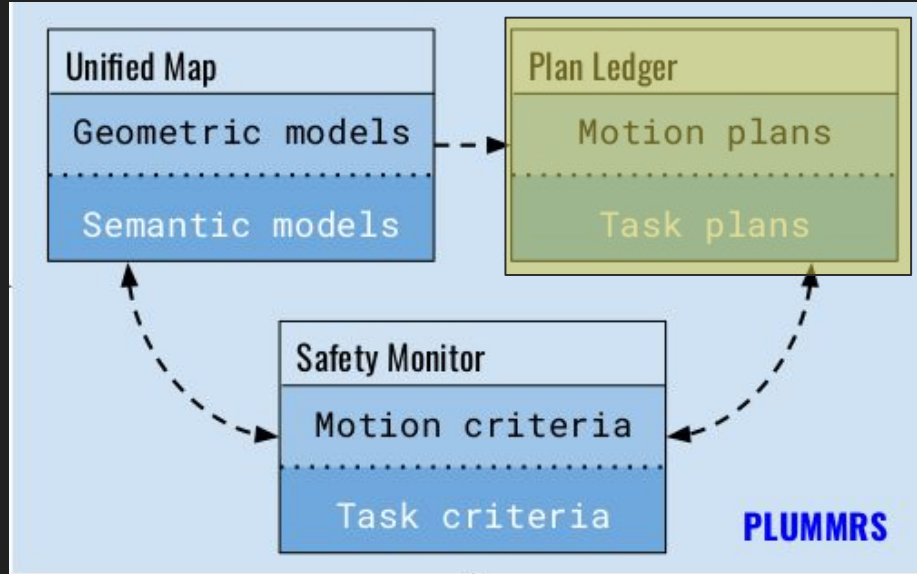 Unified Map
Geometric models
Semantic models
Plan Ledger
Motion plans
Task plans
Safety Monitor
Motion criteria
Task criteria
PLUMMRS